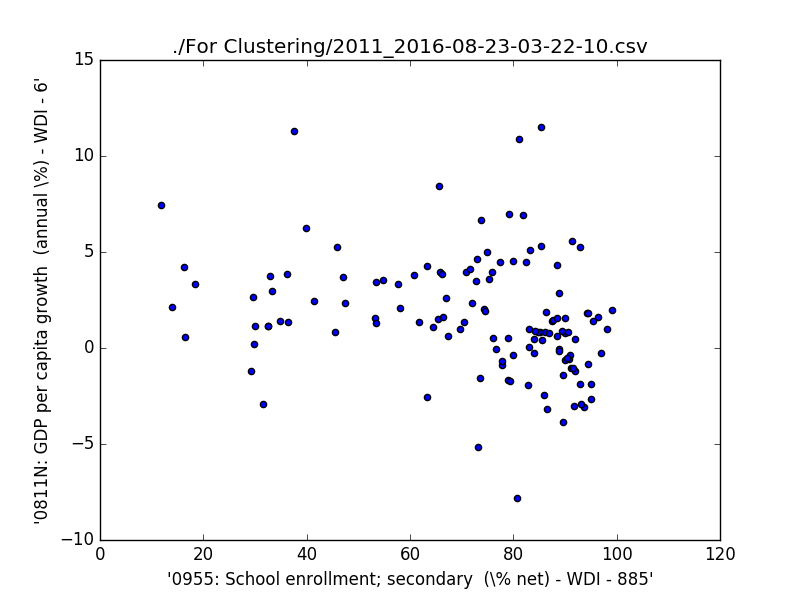 ./For Clustering/2011_2016-08-23-03-22-10.csv
'0811N: GDP per capita growth  (annual \%) - WDI - 6'
15
10
5
0
−5
−10
0 20 40 60 80 100 120
'0955: School enrollment; secondary  (\% net) - WDI - 885'